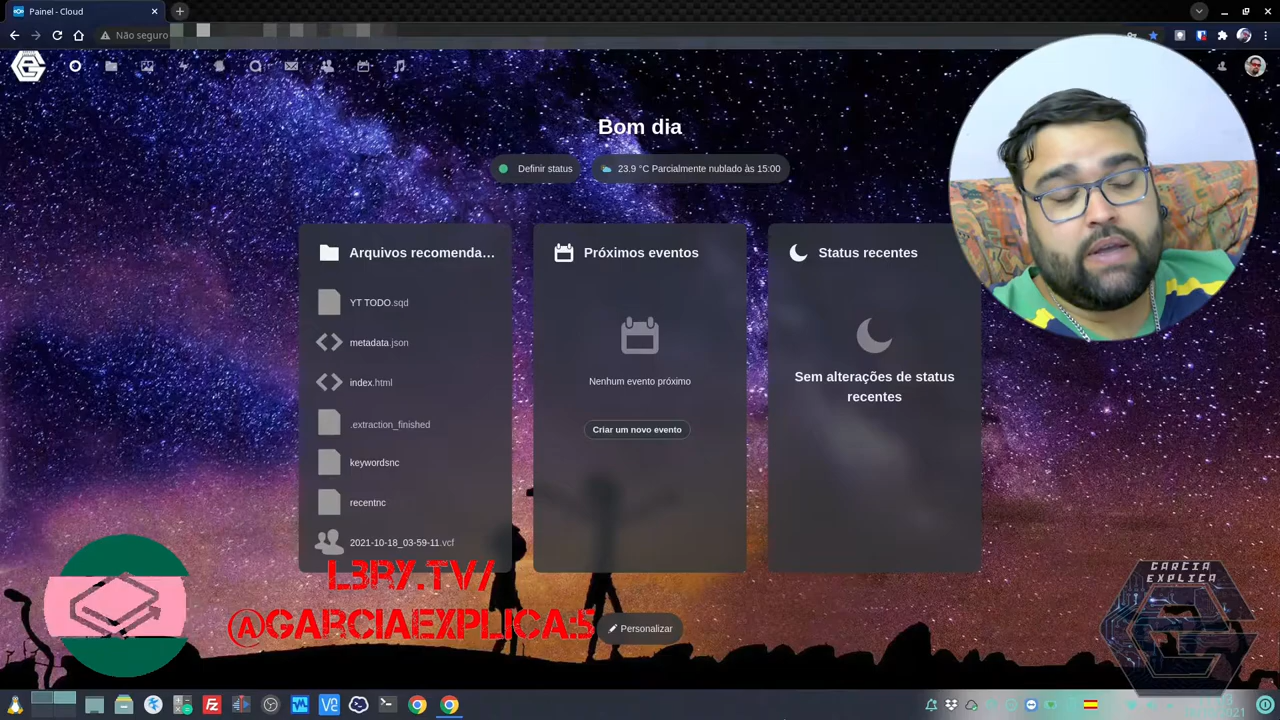 Painel - Cloud
Não seguro
Bom dia
Definir status
23.9 °C Parcialmente nublado às 15:00
Arquivos recomenda…
YT TODO.sqd
metadata.json
index.html
.extraction_finished
keywordsnc
recentnc
2021-10-18_03-59-11.vcf
Próximos eventos
Nenhum evento próximo
Criar um novo evento
Status recentes
Sem alterações de status
recentes
L3RY.TV/
@GARCIAEXPLICA:5
Personalizar
GARCIA
EXPLICA